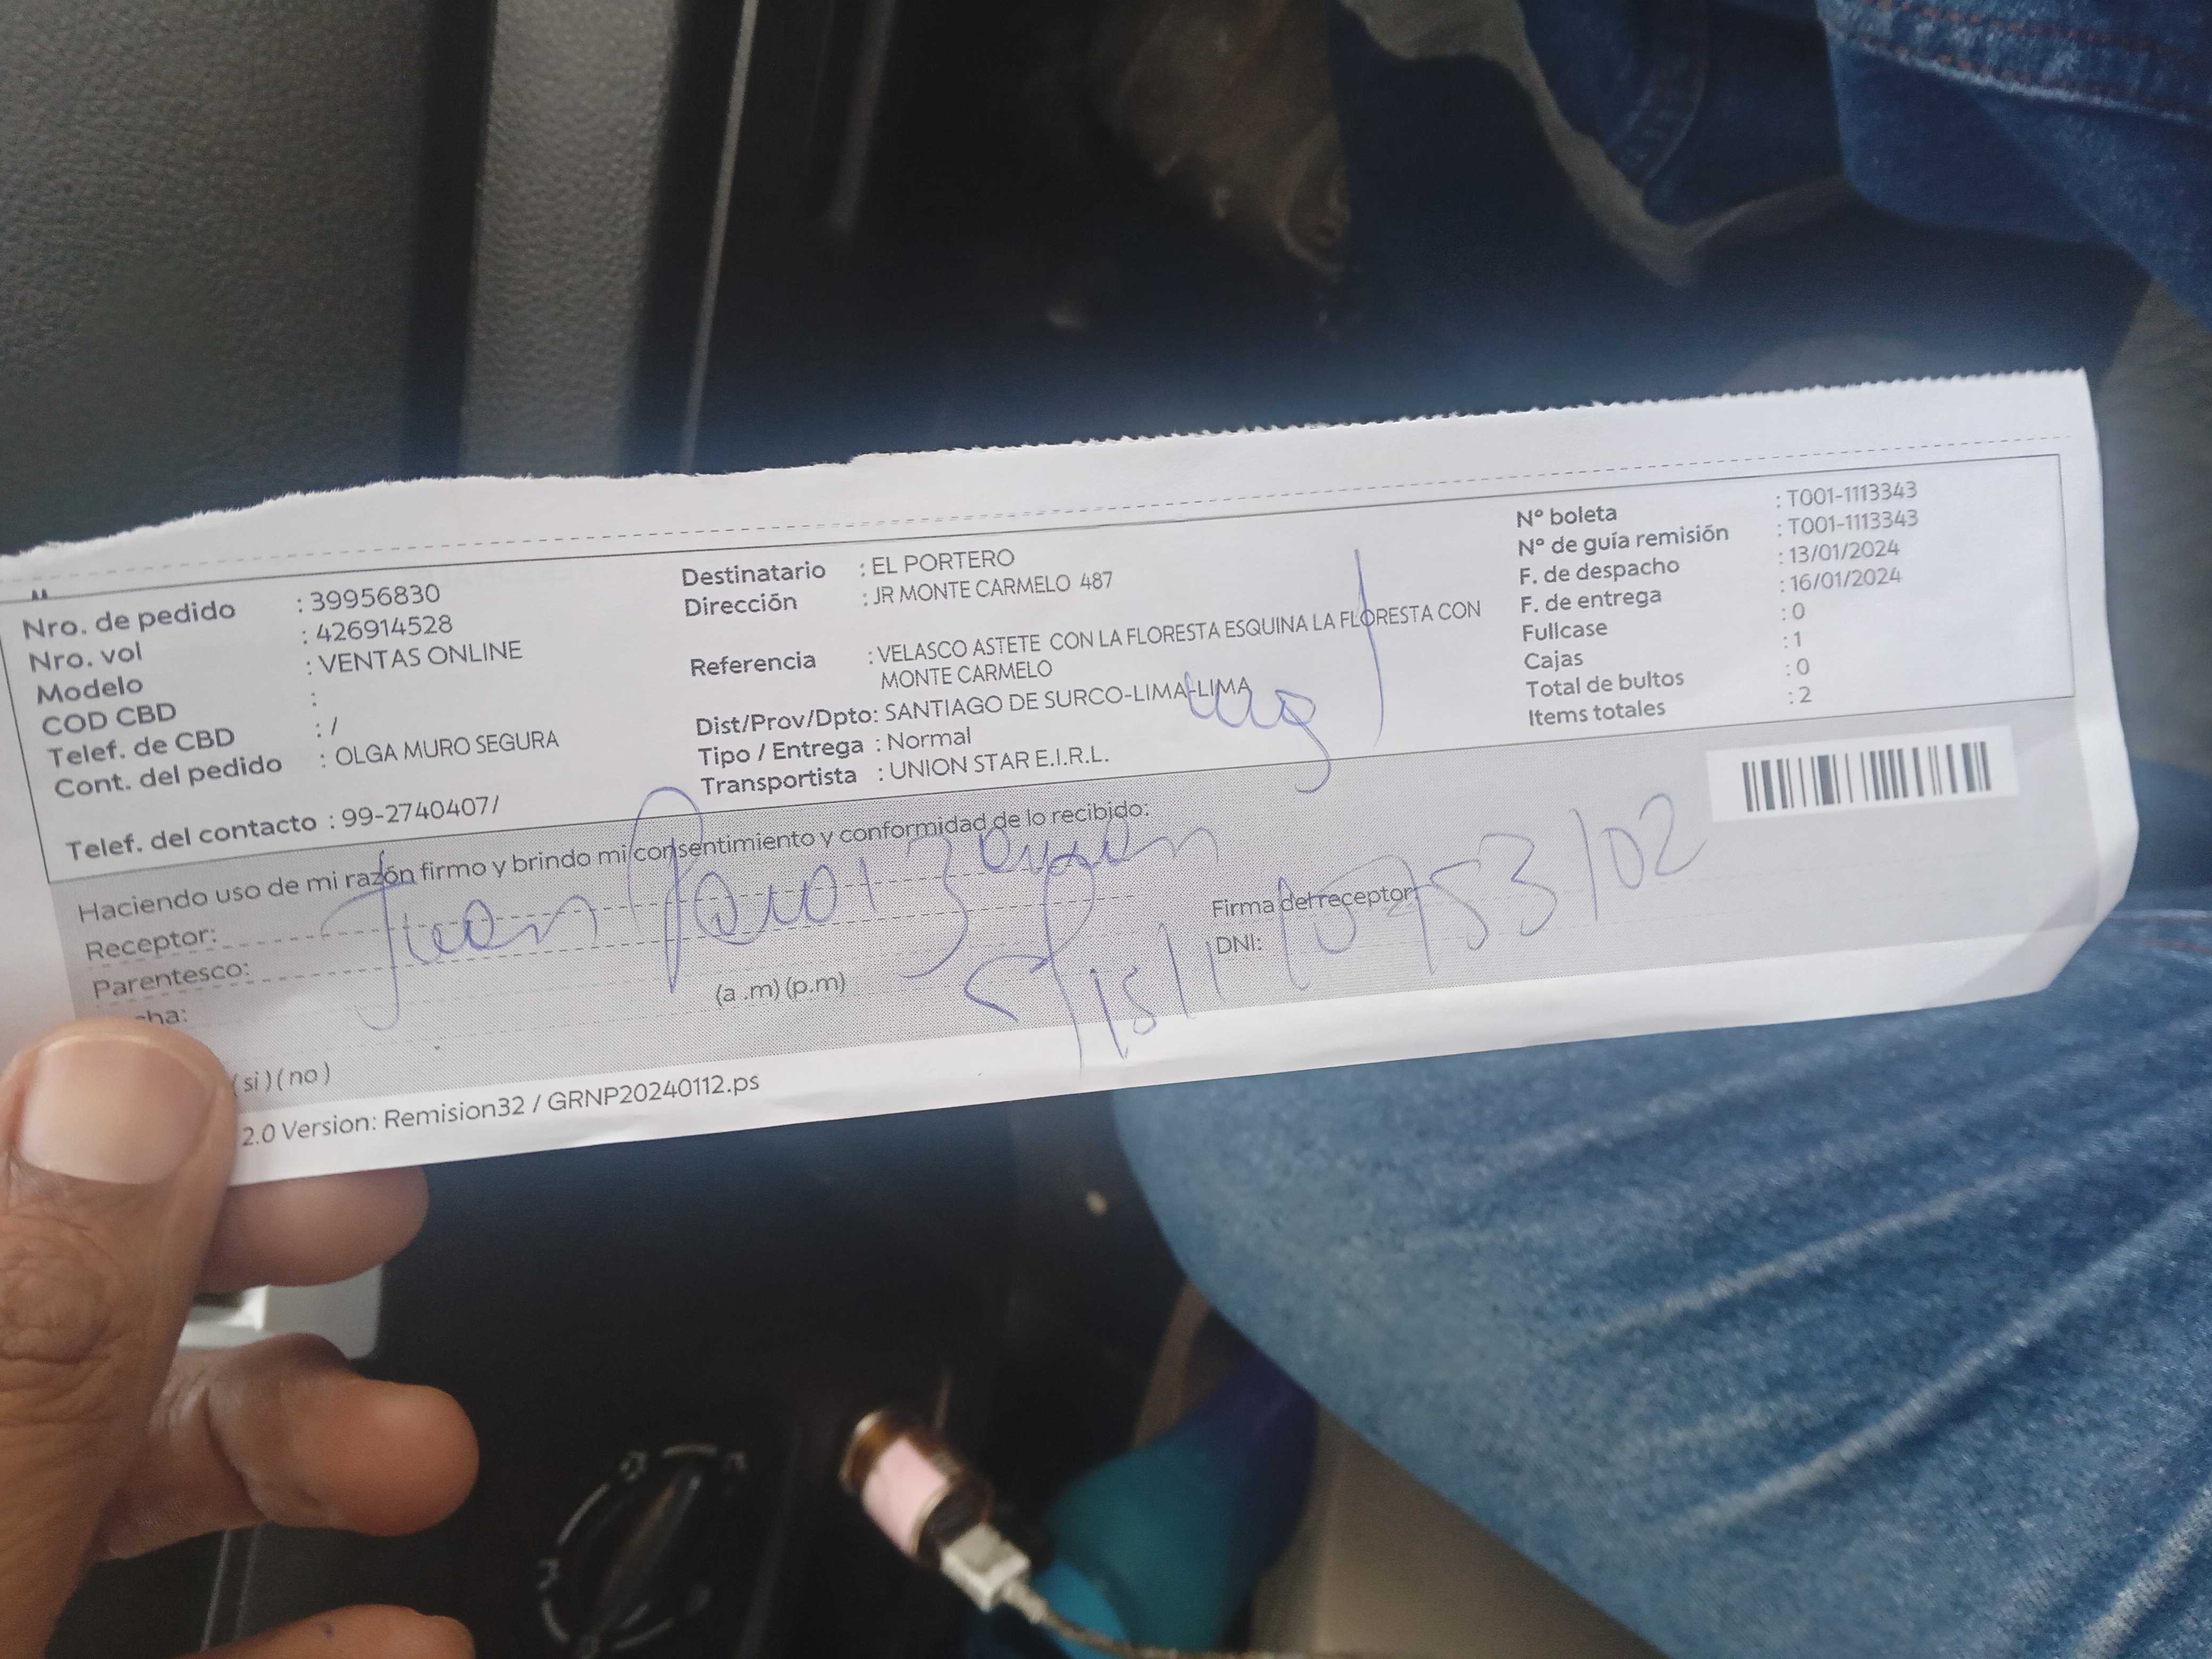 Nro. de pedido : 39956830
Nro. vol : 426914528
Modelo : VENTAS ONLINE
COD CBD :
Telef. de CBD : /
Cont. del pedido : OLGA MURO SEGURA
Telef. del contacto : 99-2740407/
Destinatario : EL PORTERO
Dirección : JR MONTE CARMELO 487
Referencia : VELASCO ASTETE CON LA FLORESTA ESQUINA LA FLORESTA CON
MONTE CARMELO
Dist/Prov/Dpto: SANTIAGO DE SURCO-LIMA-LIMA
Tipo / Entrega : Normal
Transportista : UNION STAR E.I.R.L.
N° boleta : T001-1113343
N° de guía remisión : T001-1113343
F. de despacho : 13/01/2024
F. de entrega : 16/01/2024
Fullcase : 0
Cajas : 1
Total de bultos : 0
Items totales : 2
Haciendo uso de mi razón firmo y brindo mi consentimiento y conformidad de lo recibido:
Receptor: Juan
Parentesco:
(a .m) (p.m)
Firma del receptor:
DNI:
(si) (no)
2.0 Version: Remision32 / GRNP20240112.ps